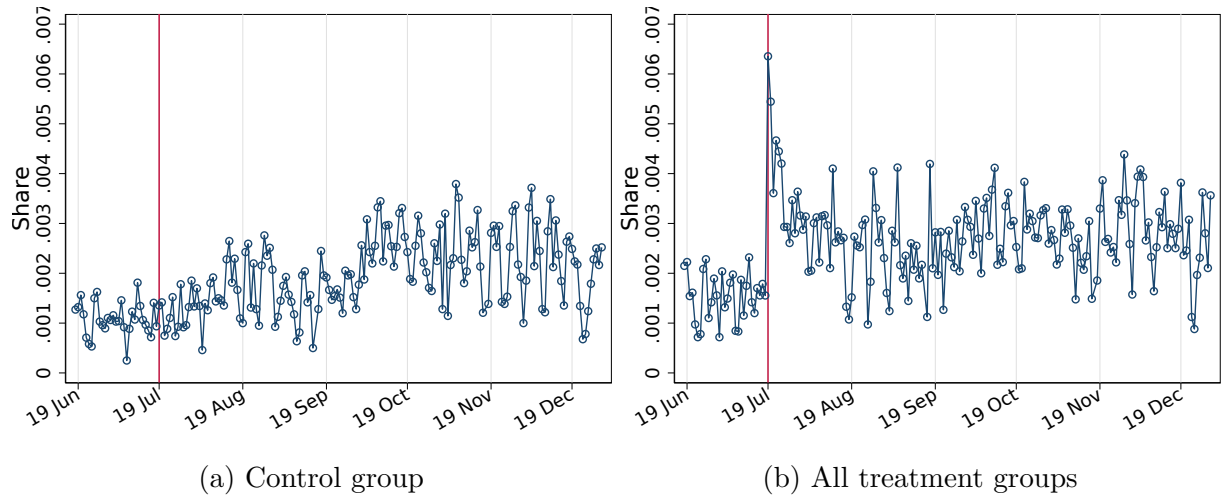 .007
.006
.005
.004
.003
.002
.001
0
Share
19 Jun
19 Jul
19 Aug
19 Sep
19 Oct
19 Nov
19 Dec
(a) Control group
.007
.006
.005
.004
.003
.002
.001
0
Share
19 Jun
19 Jul
19 Aug
19 Sep
19 Oct
19 Nov
19 Dec
(b) All treatment groups